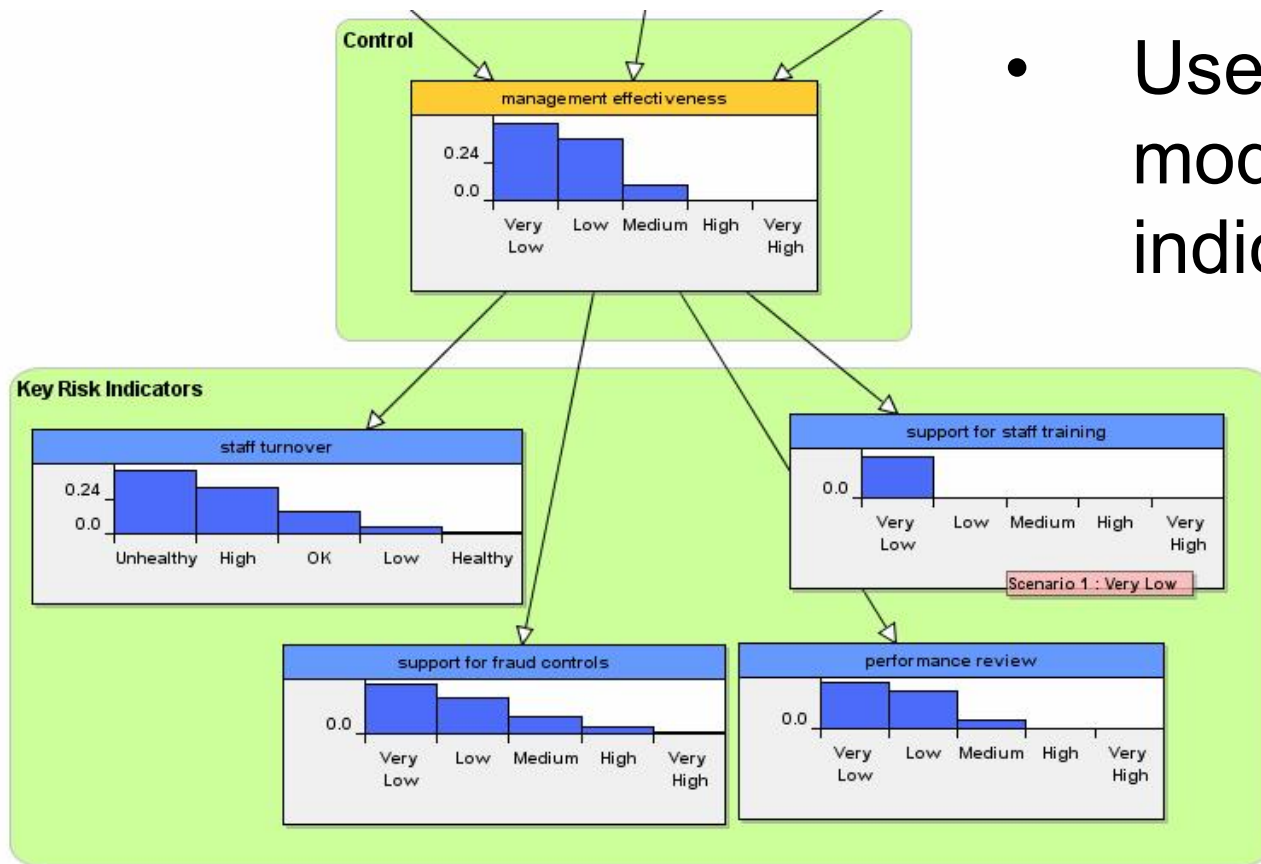 Control
management effectiveness
0.24
0.0
Very Low Medium High Very
Low High
• Use
Key Risk Indicators
staff turnover
0.24
0.0
Unhealthy High OK Low Healthy
support for staff training
0.0
Very Low Medium High Very
Low High
Scenario 1 : Very Low
support for fraud controls
0.0
Very Low Medium High Very
Low High
performance review
0.0
Very Low Medium High Very
Low High